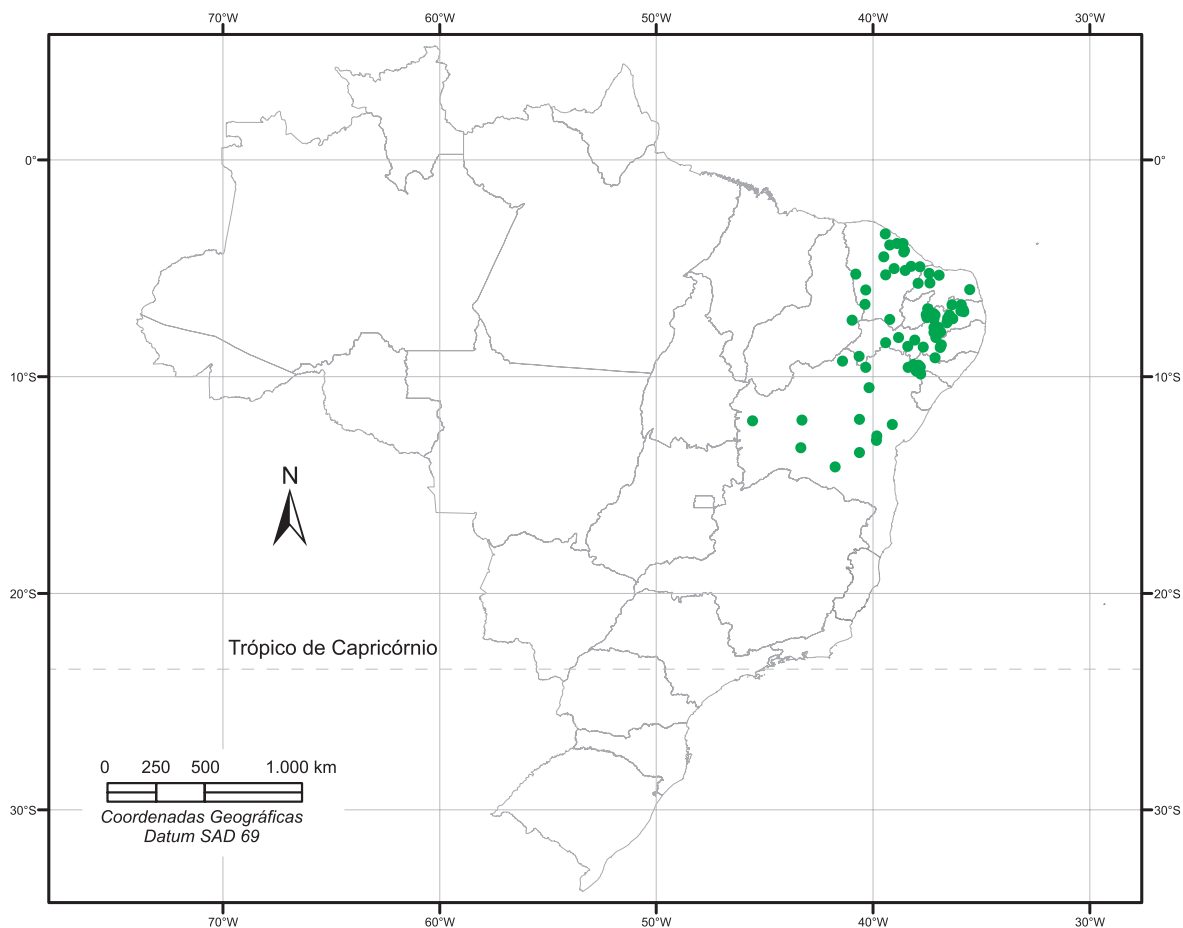 70°W 60°W 50°W 40°W 30°W
0° 0°
10°S 10°S
N
20°S 20°S
Trópico de Capricórnio
0 250 500 1.000 km
Coordenadas Geográficas
Datum SAD 69
30°S 30°S
70°W 60°W 50°W 40°W 30°W